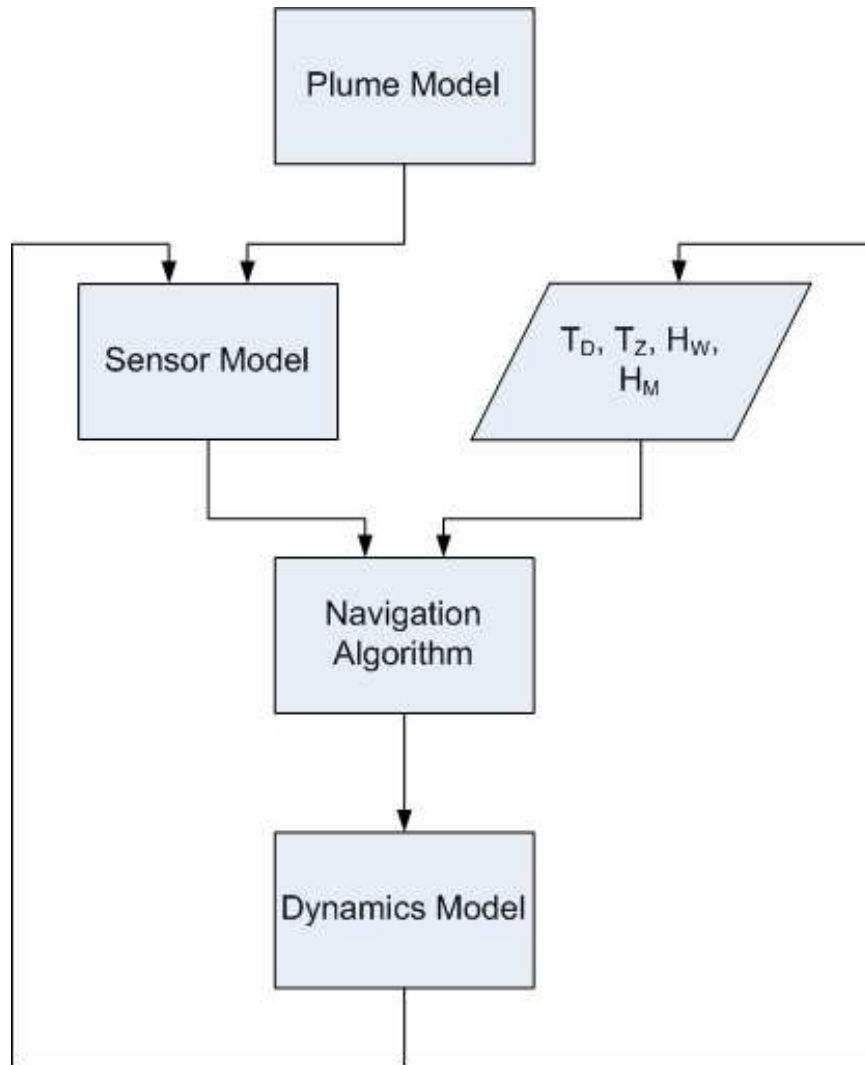 Plume Model
Sensor Model
T_D, T_Z, H_W,
H_M
Navigation
Algorithm
Dynamics Model